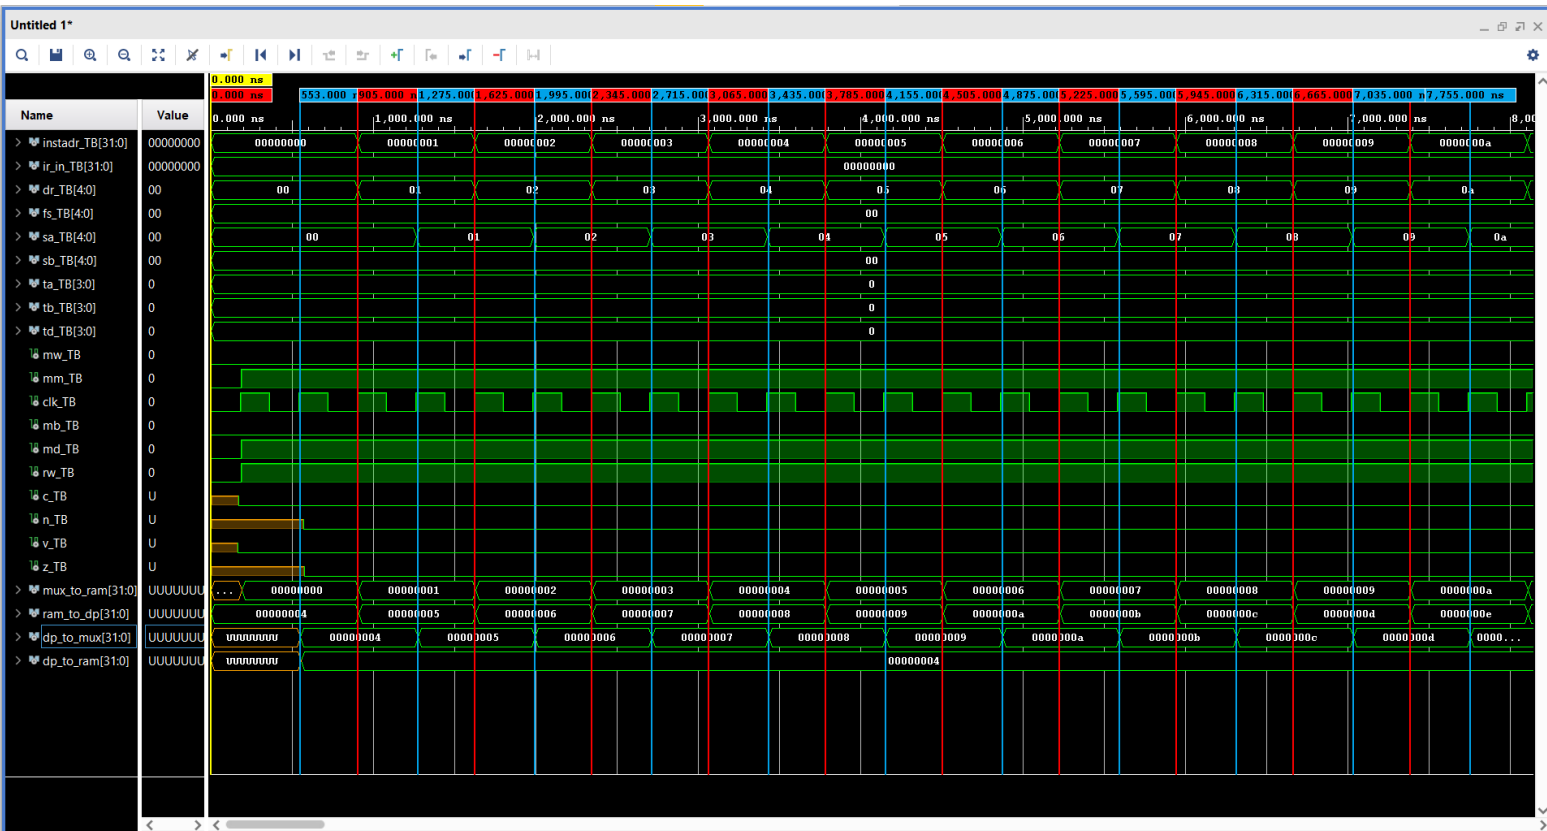 Untitled 1*
0.000 ns
0.000 ns 553.000 n 905.000 n 1,275.000 1,625.000 1,995.000 2,345.000 2,715.000 3,065.000 3,435.000 3,785.000 4,155.000 4,505.000 4,875.000 5,225.000 5,595.000 5,945.000 6,315.000 6,665.000 7,035.000 n 7,755.000 ns
Name Value 0.000 ns 1,000.000 ns 2,000.000 ns 3,000.000 ns 4,000.000 ns 5,000.000 ns 6,000.000 ns 7,000.000 ns 8,00
instadr_TB[31:0] 00000000 00000000 00000001 00000002 00000003 00000004 00000005 00000006 00000007 00000008 00000009 0000000a
ir_in_TB[31:0] 00000000 00000000
dr_TB[4:0] 00 00 01 02 03 04 05 06 07 08 09 0a
fs_TB[4:0] 00 00
sa_TB[4:0] 00 00 01 02 03 04 05 06 07 08 09 0a
sb_TB[4:0] 00 00
ta_TB[3:0] 0 0
tb_TB[3:0] 0 0
td_TB[3:0] 0 0
mw_TB 0
mm_TB 0
clk_TB 0
mb_TB 0
md_TB 0
rw_TB 0
c_TB U
n_TB U
v_TB U
z_TB U
mux_to_ram[31:0] UUUUUUU ... 00000000 00000001 00000002 00000003 00000004 00000005 00000006 00000007 00000008 00000009 0000000a
ram_to_dp[31:0] UUUUUUU 00000004 00000005 00000006 00000007 00000008 00000009 0000000a 0000000b 0000000c 0000000d 0000000e
dp_to_mux[31:0] UUUUUUU UUUUUUUU 00000004 00000005 00000006 00000007 00000008 00000009 0000000a 0000000b 0000000c 0000000d 0000...
dp_to_ram[31:0] UUUUUUU UUUUUUUU 00000004